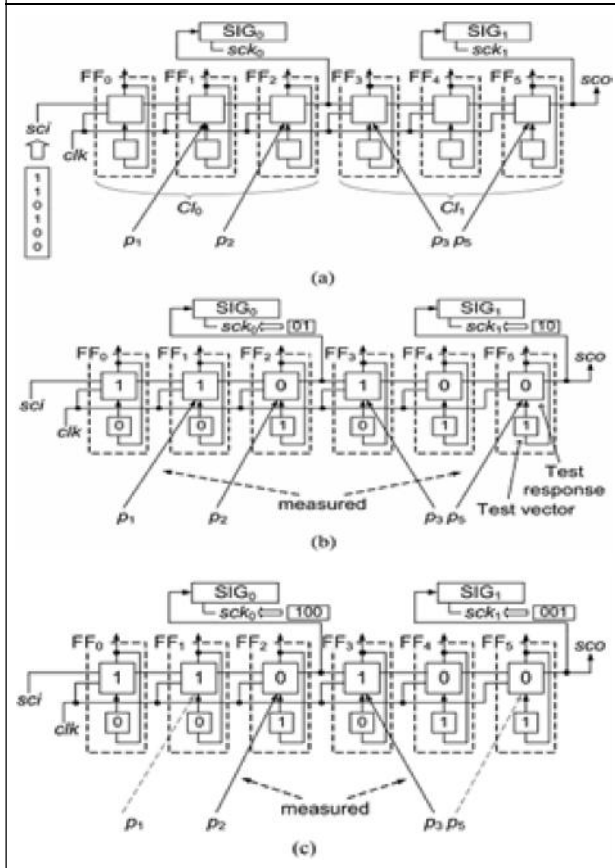 SIG₀ SIG₁
sck₀ sck₁
FF₀ FF₁ FF₂ FF₃ FF₄ FF₅ sco
sci
clk
1
1
0
1
0
0
CI₀ CI₁
p₁ p₂ p₃ p₅
(a)
SIG₀ SIG₁
sck₀ 01 sck₁ 10
FF₀ FF₁ FF₂ FF₃ FF₄ FF₅ sco
1 1 0 1 0 0
sci
clk
0 0 1 0 1 1
Test
response
measured
Test vector
p₁ p₂ p₃ p₅
(b)
SIG₀ SIG₁
sck₀ 100 sck₁ 001
FF₀ FF₁ FF₂ FF₃ FF₄ FF₅ sco
1 1 0 1 0 0
sci
clk
0 0 1 0 1 1
measured
p₁ p₂ p₃ p₅
(c)